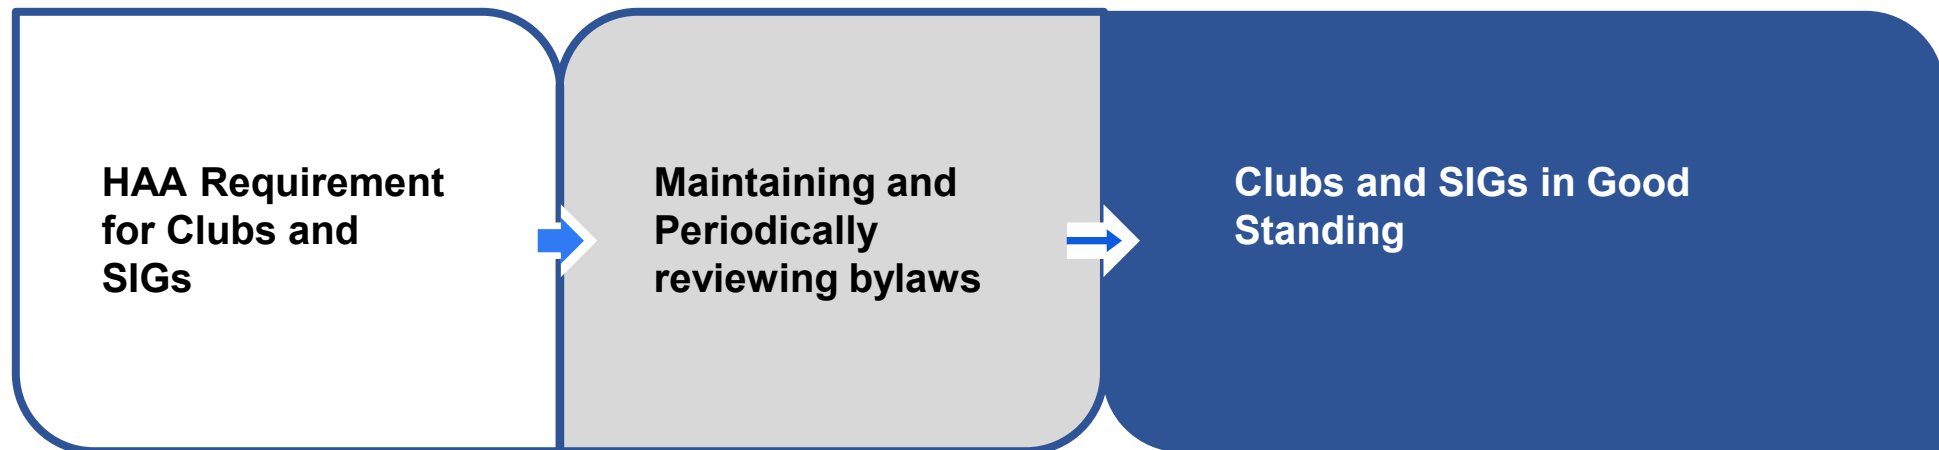 HAA Requirement
for Clubs and
SIGs
Maintaining and
Periodically
reviewing bylaws
Clubs and SIGs in Good
Standing